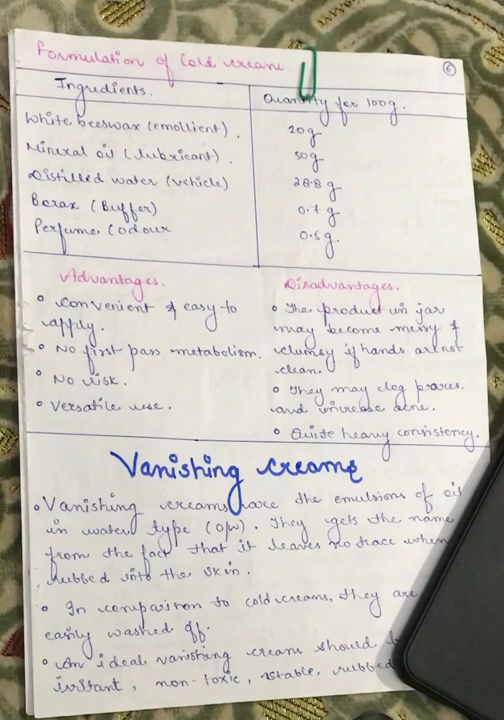 Formulation of Cold cream 6
Ingredients. Quantity for 100g.
White beeswax (emollient). 20g
Mineral oil (lubricant). 50g
Distilled water (vehicle) 28.8 g
Borax (Buffer) 0.7 g
Perfume (odour 0.5g.
Advantages.
• convenient & easy to
apply.
• No first pass metabolism.
• No risk.
• Versatile use.
Disadvantages.
• The product in jar
may become messy &
clumsy if hands are not
clean.
• They may clog
and increase acne.
• Quite heavy consistency.
Vanishing creams
• Vanishing creams are the emulsions of oil
in water type (o/w). They gets the name
from the fact that it leaves no trace when
rubbed into the skin.
• In comparison to cold creams, they are
easily washed off.
• An ideal vanishing cream should
irritant, non-toxic, stable, rubbed